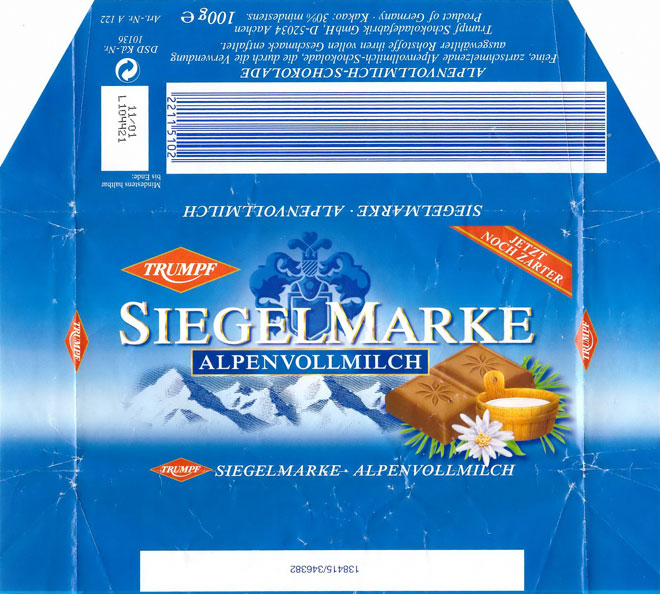 Art.-Nr. A 122
DSD Kd.-Nr.
10136
ALPENVOLLMILCH-SCHOKOLADE
Feine, zartschmelzende Alpenvollmilch-Schokolade, die durch die Verwendung
ausgewählter Rohstoffe ihren vollen Geschmack entfaltet.
Trumpf Schokoladefabrik GmbH, D-52034 Aachen
Product of Germany · Kakao: 30% mindestens.
100g e
Mindestens haltbar
bis Ende:
11/01
L104421
22115102
SIEGELMARKE · ALPENVOLLMILCH
JETZT
NOCH ZARTER
TRUMPF
SIEGELMARKE
ALPENVOLLMILCH
TRUMPF
TRUMPF
TRUMPF SIEGELMARKE · ALPENVOLLMILCH
138415/346382